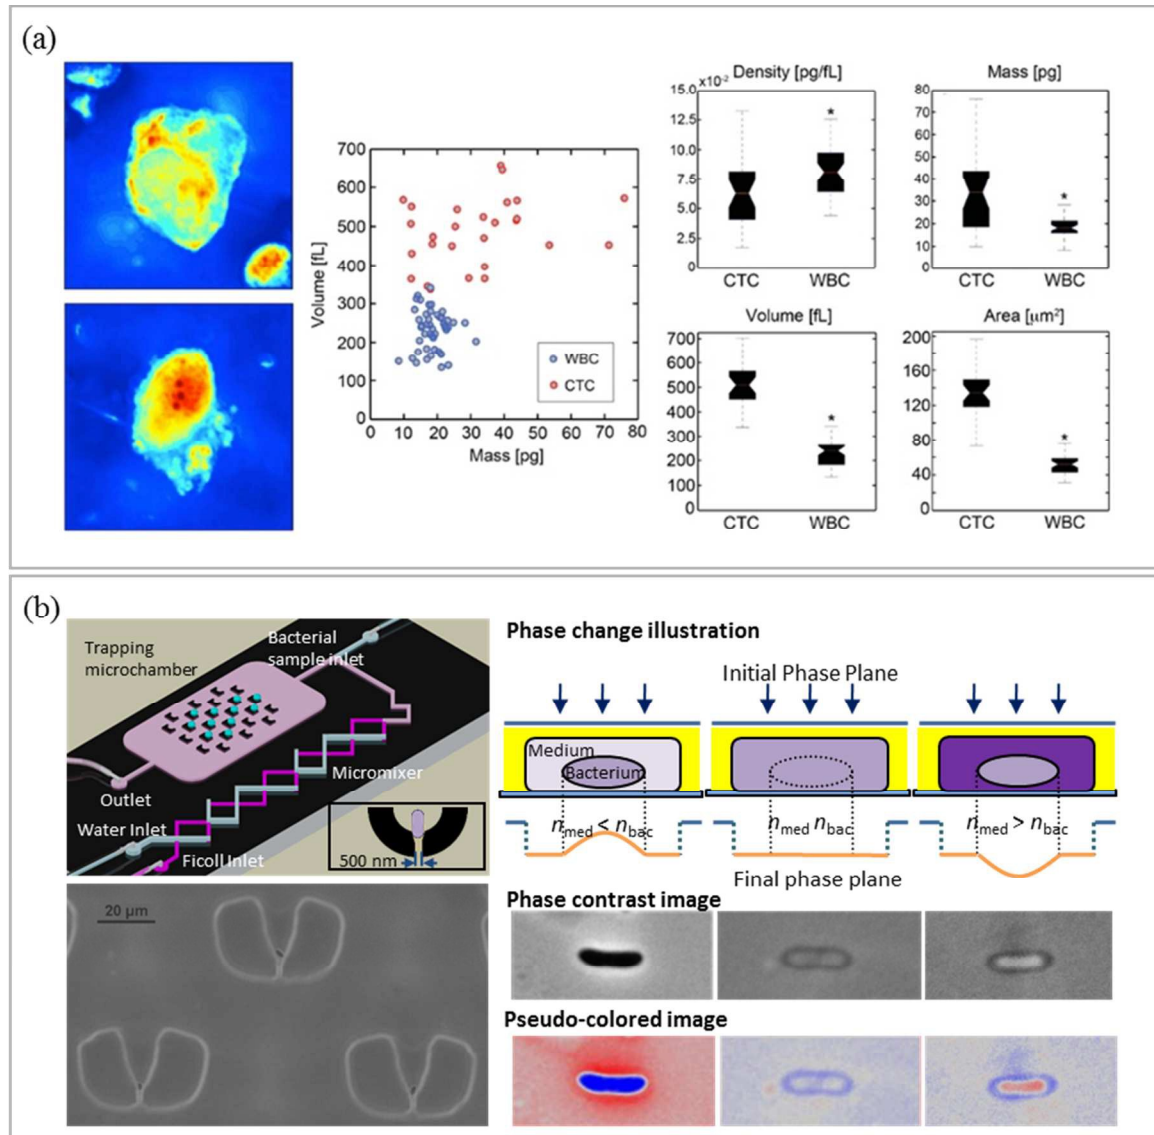 (a)
700
600
500
400
300
200
100
0
Volume [fL]
0 10 20 30 40 50 60 70 80
Mass [pg]
WBC
CTC
x10-2
Density [pg/fL]
15.0
12.5
10.0
7.5
5.0
2.5
0
*
CTC WBC
Mass [pg]
80
70
60
50
40
30
20
10
0
*
CTC WBC
Volume [fL]
700
600
500
400
300
200
100
0
*
CTC WBC
Area [μm²]
200
160
120
80
40
0
*
CTC WBC
(b)
Trapping
microchamber
Bacterial
sample inlet
Micromixer
Outlet
Water Inlet
Ficoll Inlet
500 nm
20 μm
Phase change illustration
Initial Phase Plane
Medium
Bacterium
nmed < nbac
nmed nbac
nmed > nbac
Final phase plane
Phase contrast image
Pseudo-colored image